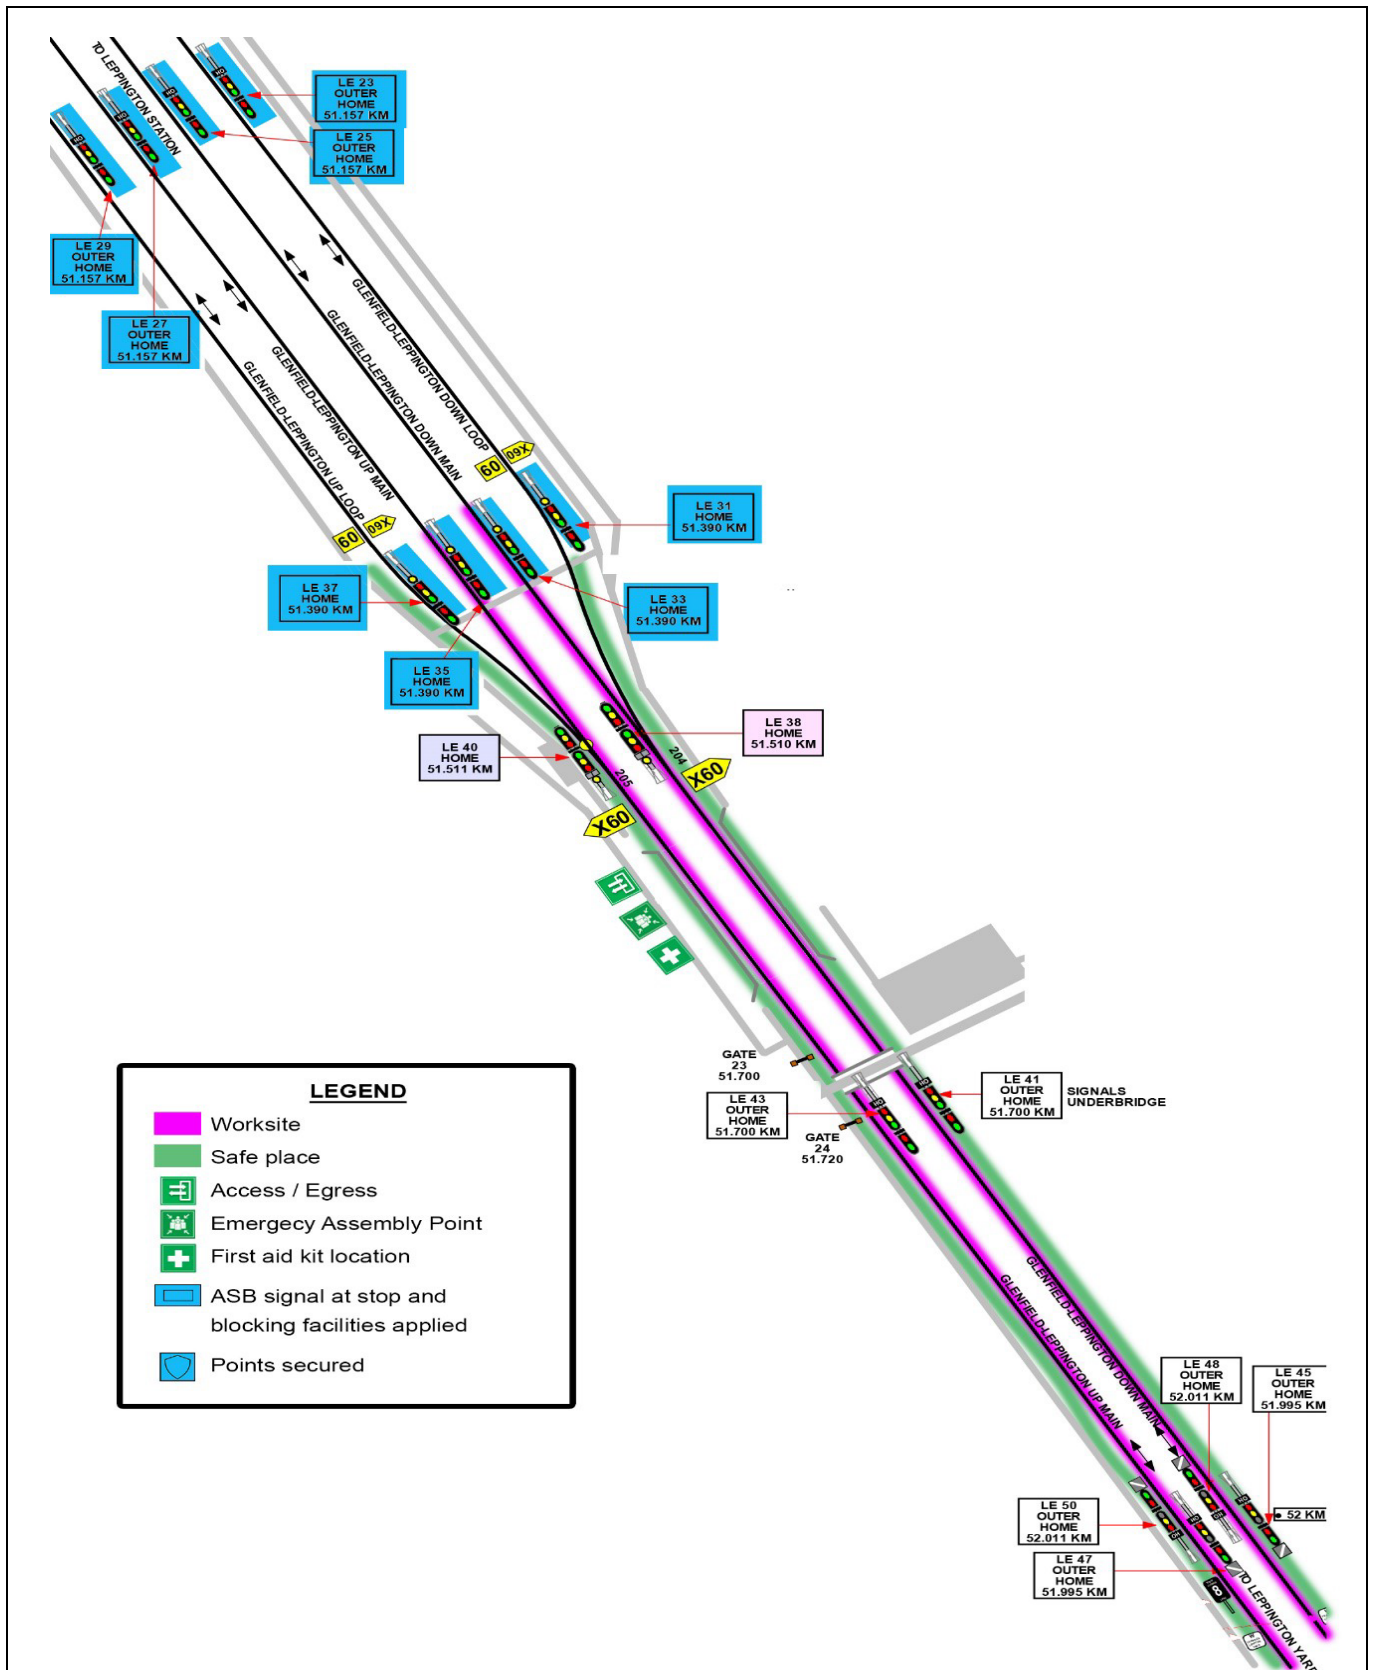 TO LEPPINGTON STATION
LE 23
OUTER
HOME
51.157 KM
LE 25
OUTER
HOME
51.157 KM
LE 29
OUTER
HOME
51.157 KM
LE 27
OUTER
HOME
51.157 KM
GLENFIELD-LEPPINGTON DOWN LOOP
GLENFIELD-LEPPINGTON DOWN MAIN
GLENFIELD-LEPPINGTON UP MAIN
GLENFIELD-LEPPINGTON UP LOOP
60
X60
60
X60
LE 31
HOME
51.390 KM
LE 37
HOME
51.390 KM
LE 33
HOME
51.390 KM
LE 35
HOME
51.390 KM
LE 38
HOME
51.510 KM
LE 40
HOME
51.511 KM
204
205
X60
X60
GATE
23
51.700
LE 43
OUTER
HOME
51.700 KM
GATE
24
51.720
LE 41
OUTER
HOME
51.700 KM
SIGNALS
UNDERBRIDGE
LEGEND
Worksite
Safe place
Access / Egress
Emergecy Assembly Point
First aid kit location
ASB signal at stop and
blocking facilities applied
Points secured
GLENFIELD-LEPPINGTON DOWN MAIN
GLENFIELD-LEPPINGTON UP MAIN
LE 48
OUTER
HOME
52.011 KM
LE 45
OUTER
HOME
51.995 KM
52 KM
LE 50
OUTER
HOME
52.011 KM
LE 47
OUTER
HOME
51.995 KM
TO LEPPINGTON YARD